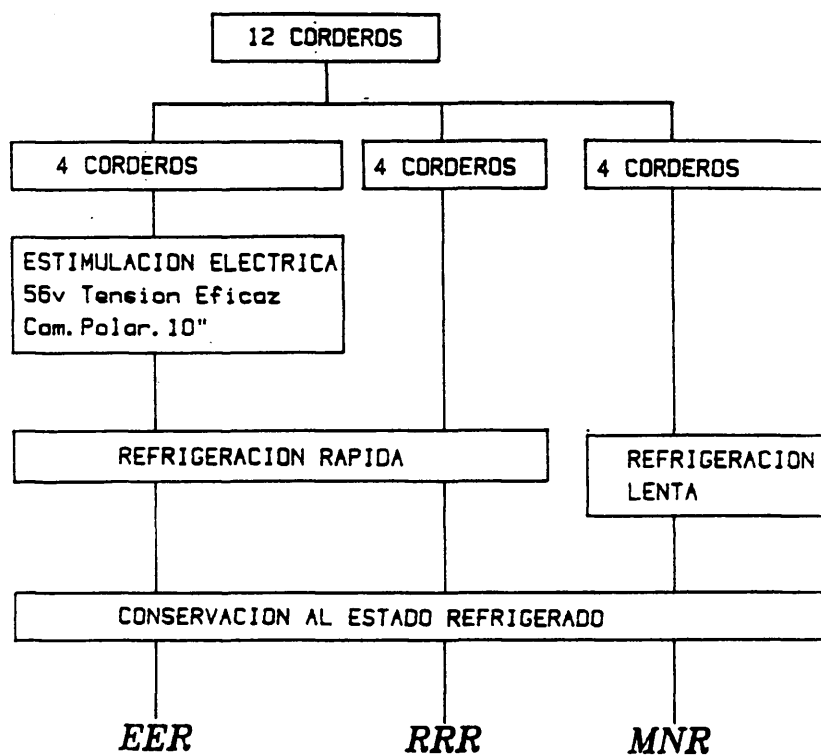 12 CORDEROS
4 CORDEROS
4 CORDEROS
4 CORDEROS
ESTIMULACION ELECTRICA
56v Tension Eficaz
Cam. Polar. 10"
REFRIGERACION RAPIDA
REFRIGERACION
LENTA
CONSERVACION AL ESTADO REFRIGERADO
EER
RRR
MNR